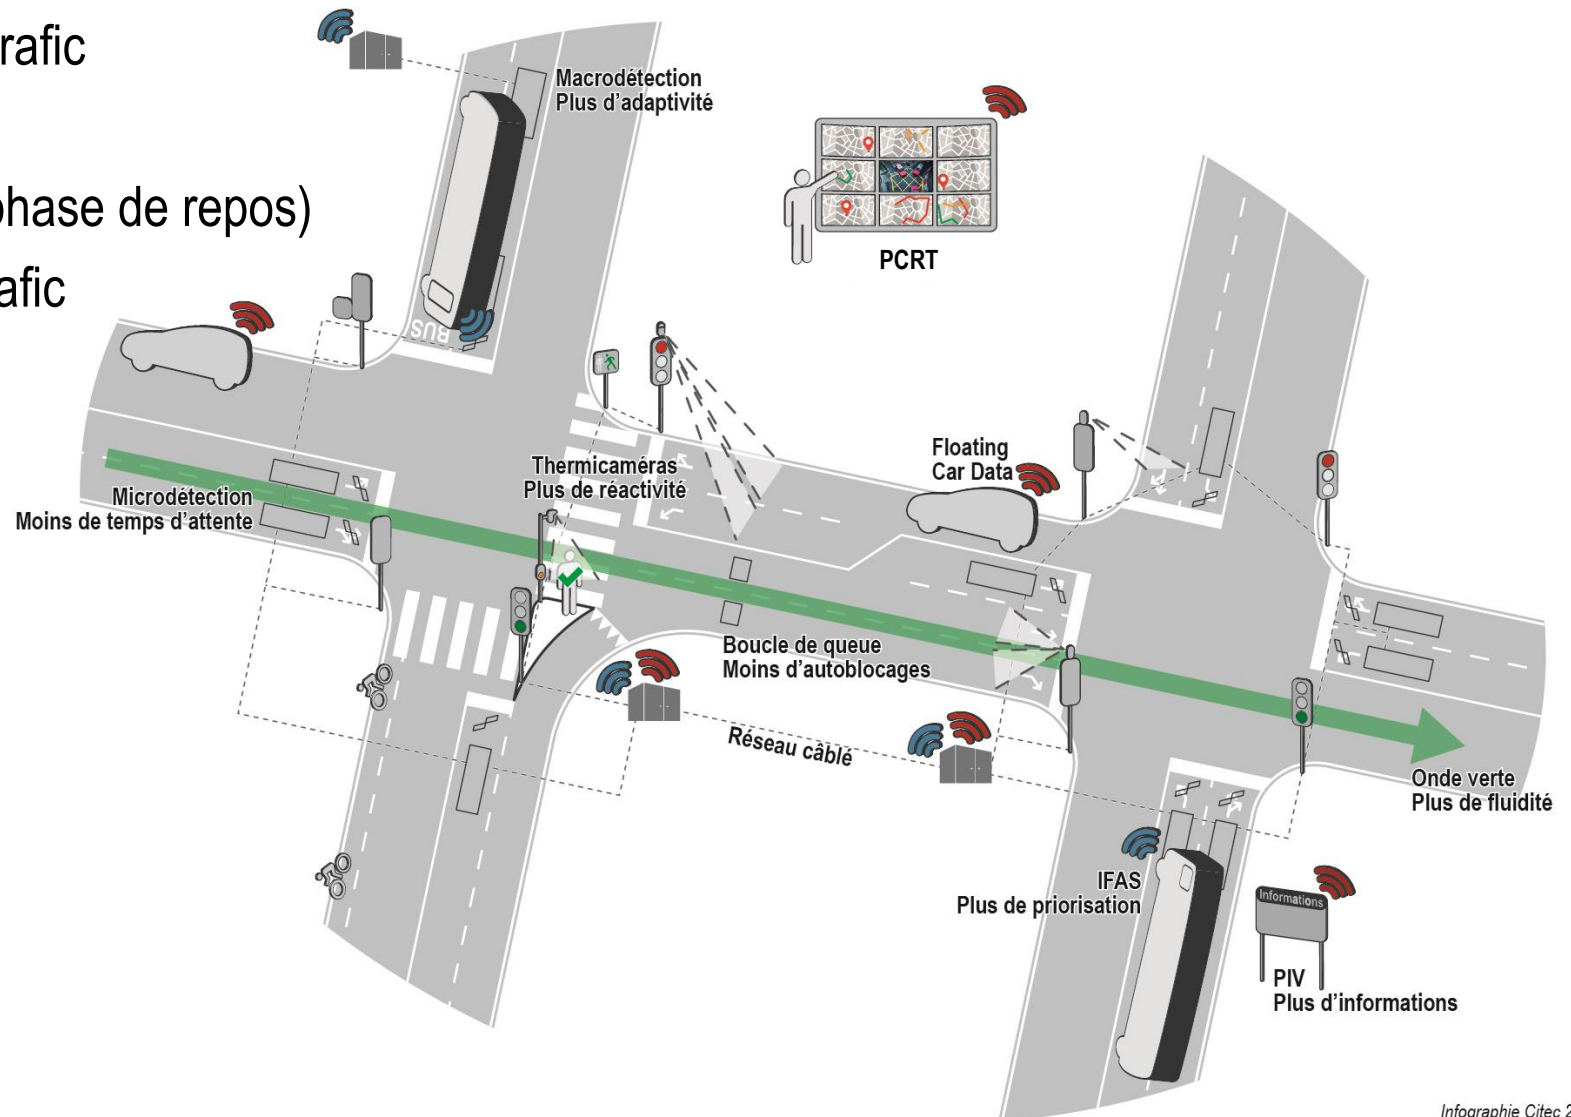 rafic
phase de repos)
afic
Macrodétection
Plus d'adaptivité
PCRT
BUS
Thermicaméras
Plus de réactivité
Floating
Car Data
Microdétection
Moins de temps d'attente
Boucle de queue
Moins d'autoblocages
Réseau câblé
Onde verte
Plus de fluidité
IFAS
Plus de priorisation
Informations
PIV
Plus d'informations
Infographie Citec 2